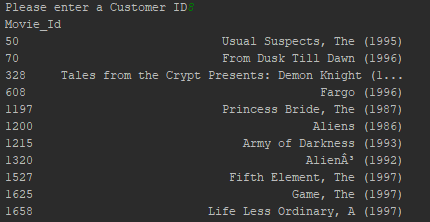 Please enter a Customer ID8
Movie_Id
50 Usual Suspects, The (1995)
70 From Dusk Till Dawn (1996)
328 Tales from the Crypt Presents: Demon Knight (1...
608 Fargo (1996)
1197 Princess Bride, The (1987)
1200 Aliens (1986)
1215 Army of Darkness (1993)
1320 AlienÂ³ (1992)
1527 Fifth Element, The (1997)
1625 Game, The (1997)
1658 Life Less Ordinary, A (1997)